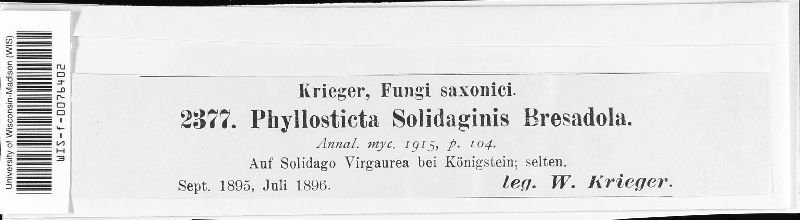 University of Wisconsin-Madison (WIS)
WIS-f-0076402
Krieger, Fungi saxonici.
2377. Phyllosticta Solidaginis Bresadola.
Annal. myc. 1915, p. 104.
Auf Solidago Virgaurea bei Königstein; selten.
Sept. 1895, Juli 1896. leg. W. Krieger.